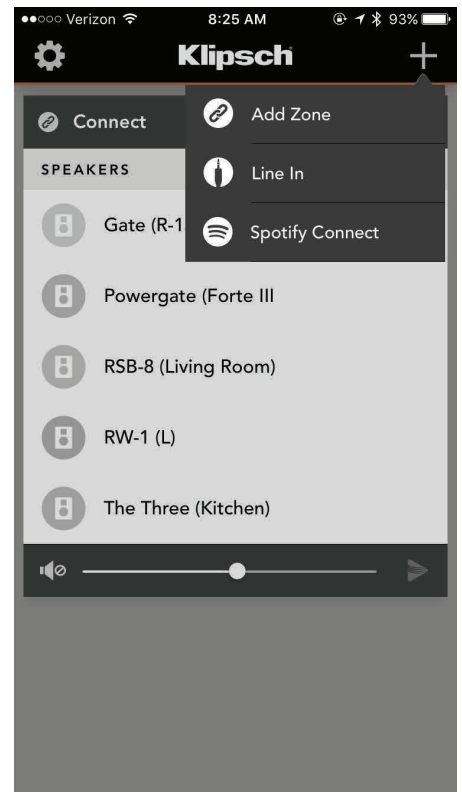 Verizon 8:25 AM 93%
Klipsch
Connect
Add Zone
Line In
Spotify Connect
SPEAKERS
Gate (R-1
Powergate (Forte III
RSB-8 (Living Room)
RW-1 (L)
The Three (Kitchen)